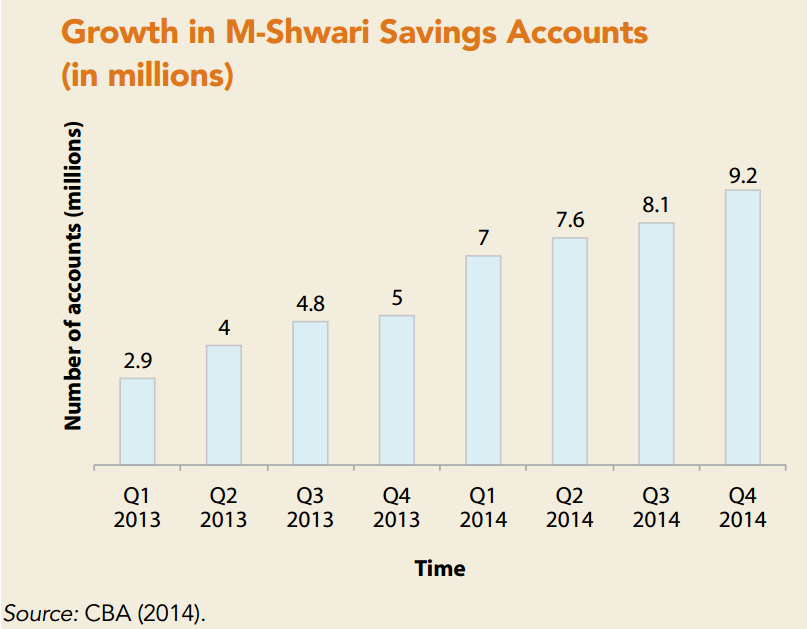 Growth in M-Shwari Savings Accounts
(in millions)
Number of accounts (millions)
2.9
4
4.8
5
7
7.6
8.1
9.2
Q1 2013
Q2 2013
Q3 2013
Q4 2013
Q1 2014
Q2 2014
Q3 2014
Q4 2014
Time
Source: CBA (2014).